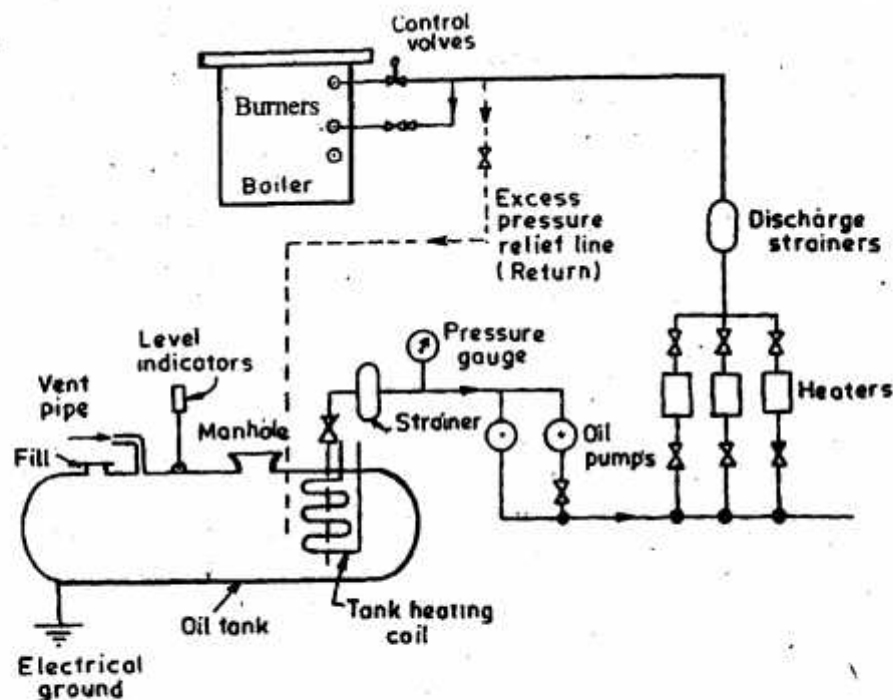 Control
volves
Burners
Boiler
Excess
pressure
relief line
(Return)
Discharge
strainers
Level
indicators
Pressure
gauge
Vent
pipe
Manhole
Strainer
Heaters
Fill
Oil
pumps
Oil tank
Tank heating
coil
Electrical
ground